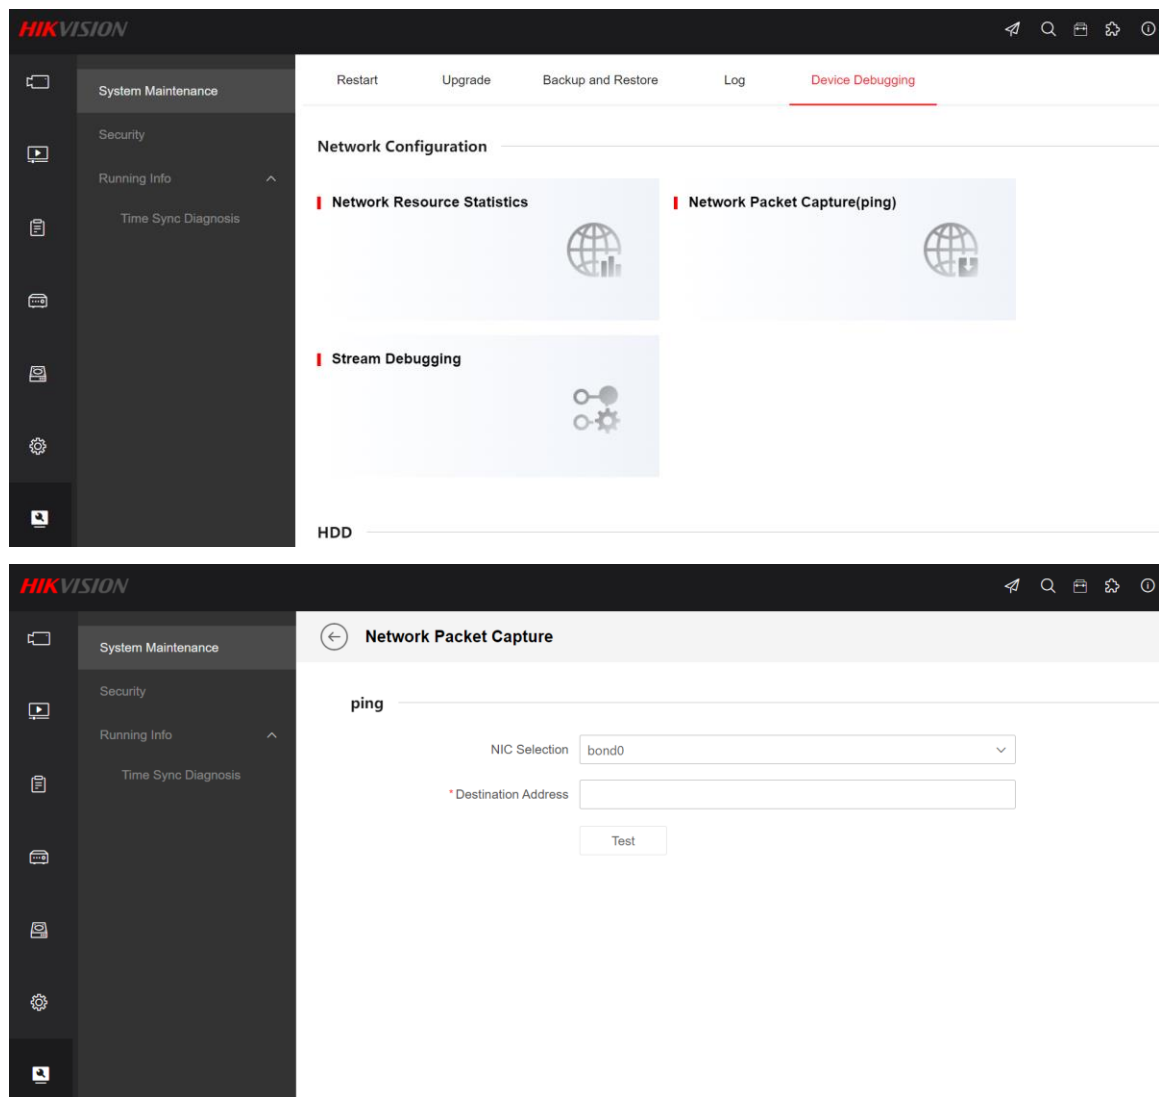 HIKVISION
Restart Upgrade Backup and Restore Log Device Debugging
System Maintenance
Security
Running Info
Time Sync Diagnosis
Network Configuration
Network Resource Statistics
Network Packet Capture(ping)
Stream Debugging
HDD
HIKVISION
System Maintenance
Security
Running Info
Time Sync Diagnosis
Network Packet Capture
ping
NIC Selection bond0
*Destination Address
Test